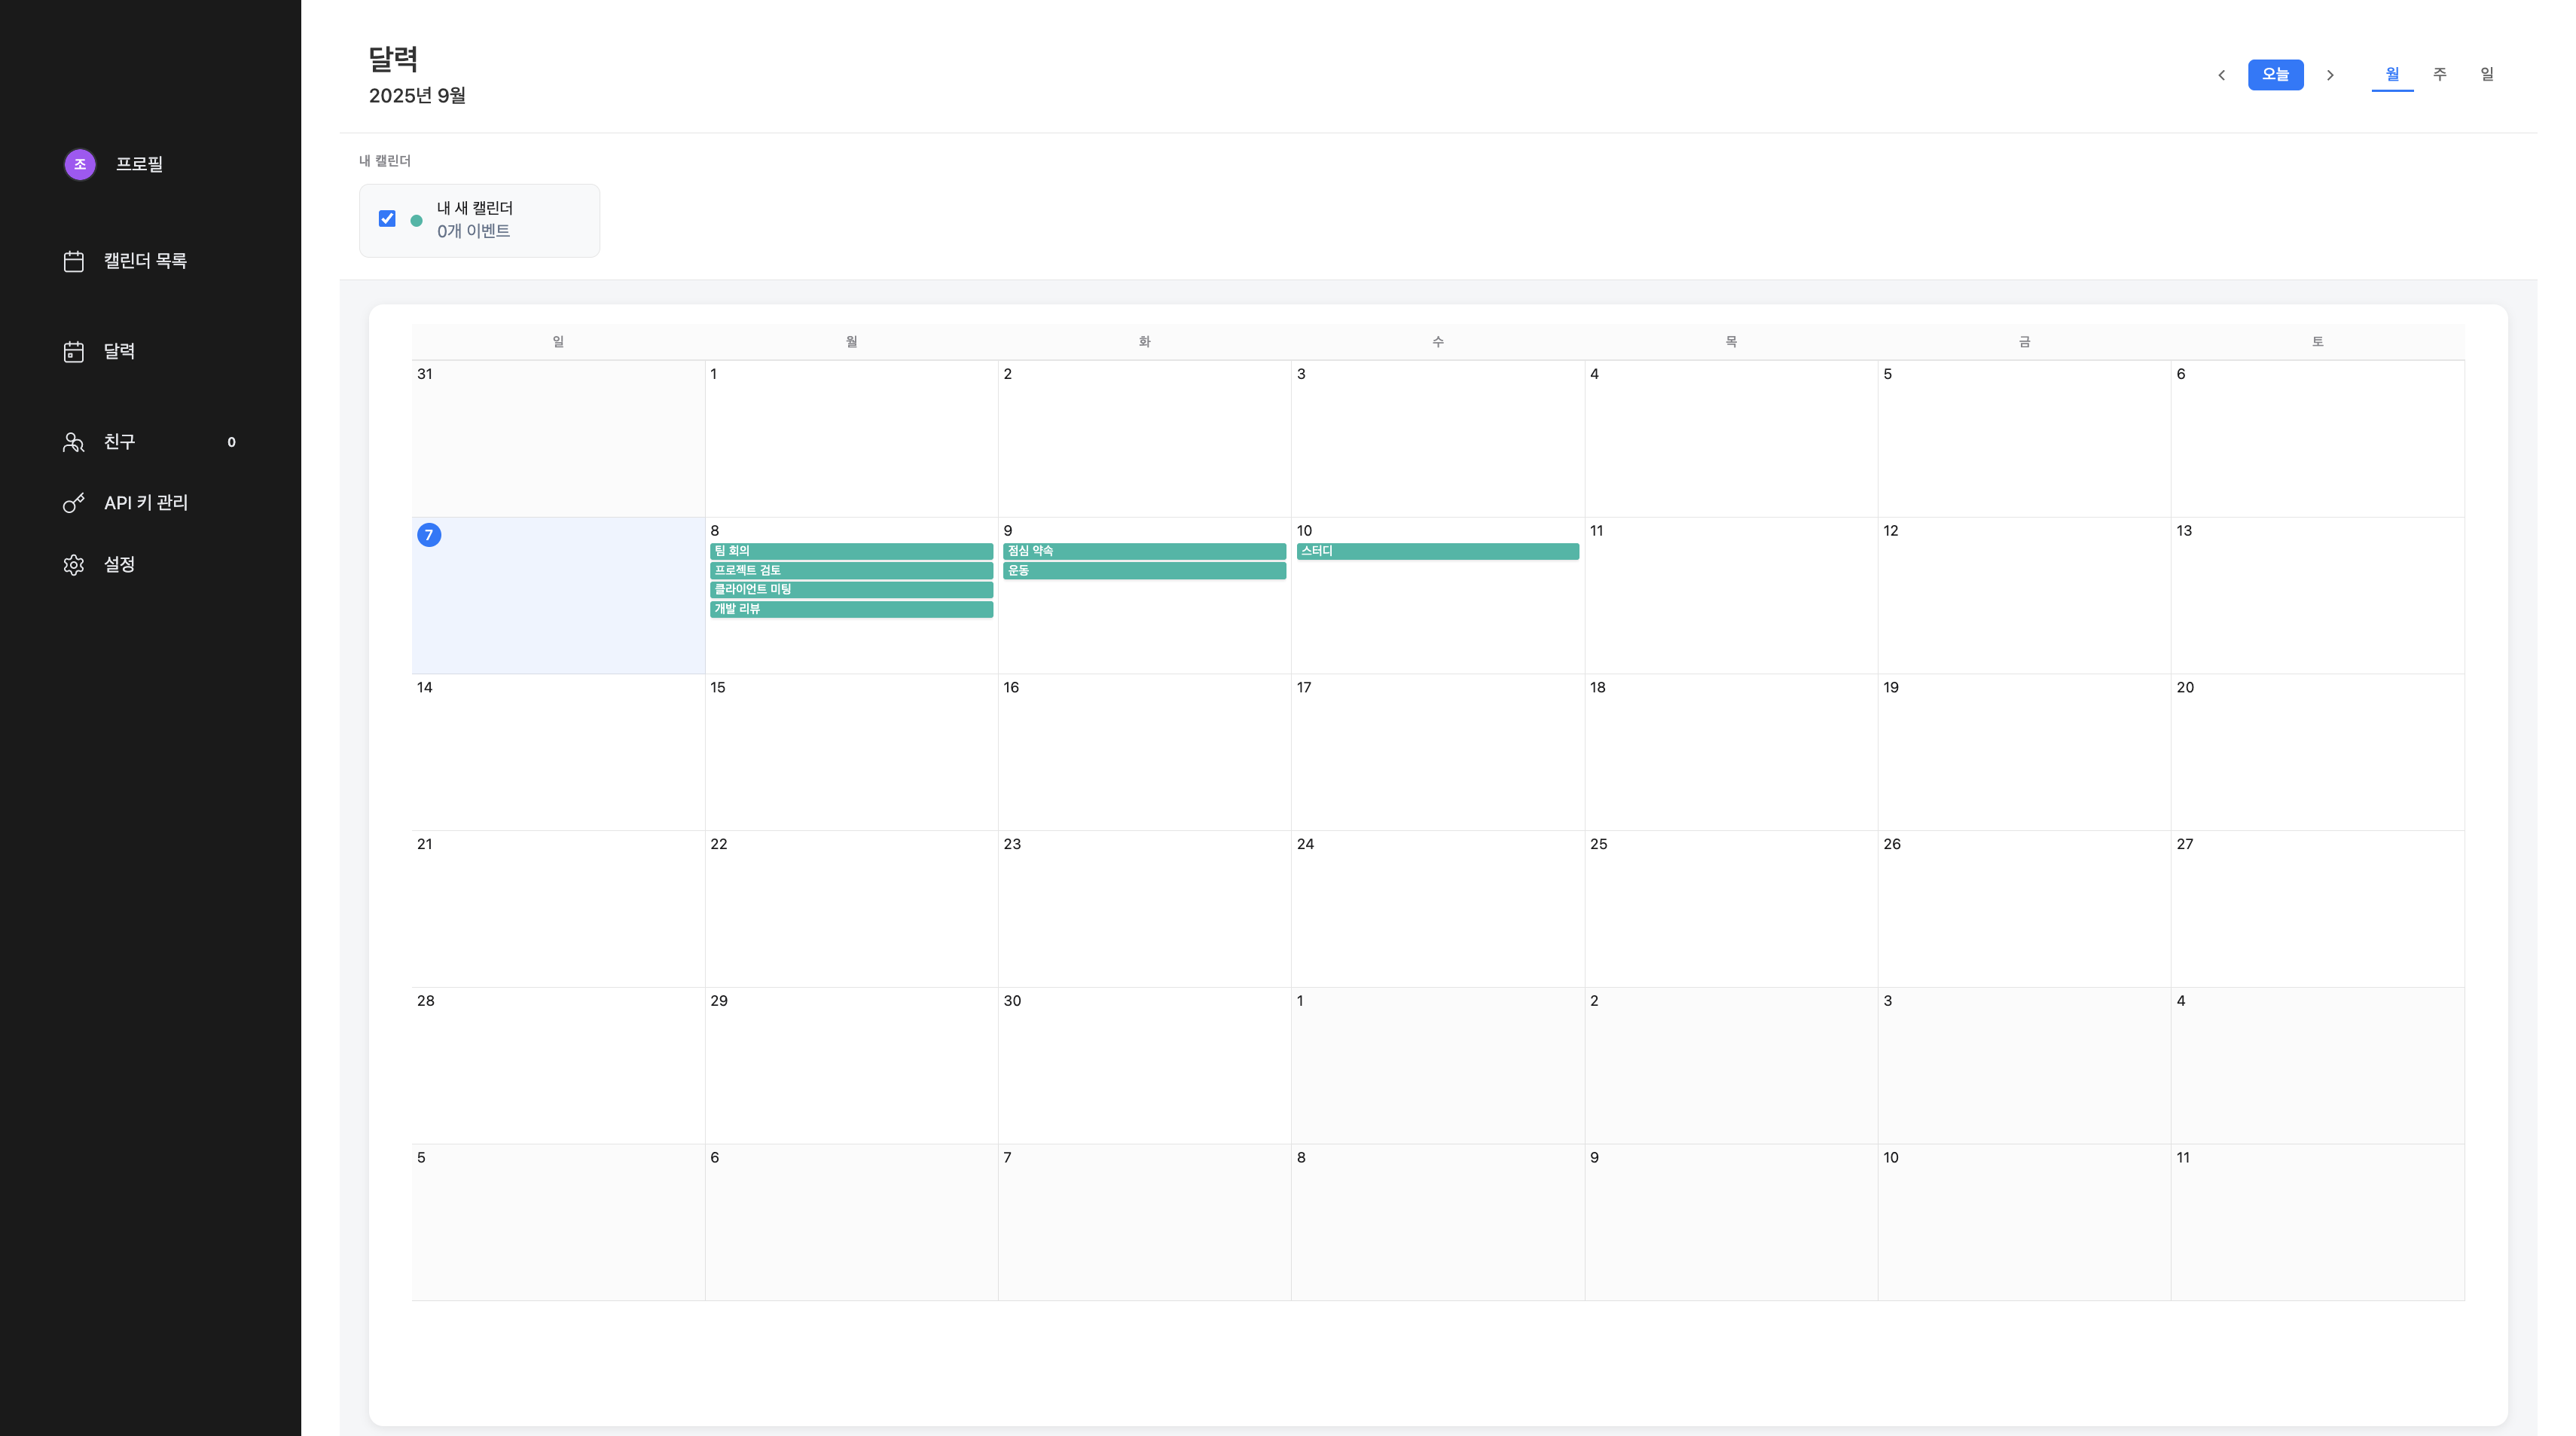 조 프로필
캘린더 목록
달력
친구 0
API 키 관리
설정
달력
2025년 9월
오늘
월 주 일
내 캘린더
내 새 캘린더
0개 이벤트
일 월 화 수 목 금 토
31 1 2 3 4 5 6
7 8 9 10 11 12 13
팀 회의 점심 약속 스터디
프로젝트 검토 운동
클라이언트 미팅
개발 리뷰
14 15 16 17 18 19 20
21 22 23 24 25 26 27
28 29 30 1 2 3 4
5 6 7 8 9 10 11